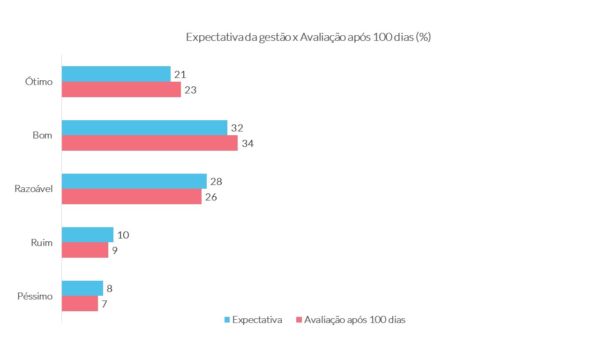 Expectativa da gestão x Avaliação após 100 dias (%)
Ótimo
21
23
Bom
32
34
Razoável
28
26
Ruim
10
9
Péssimo
8
7
Expectativa
Avaliação após 100 dias